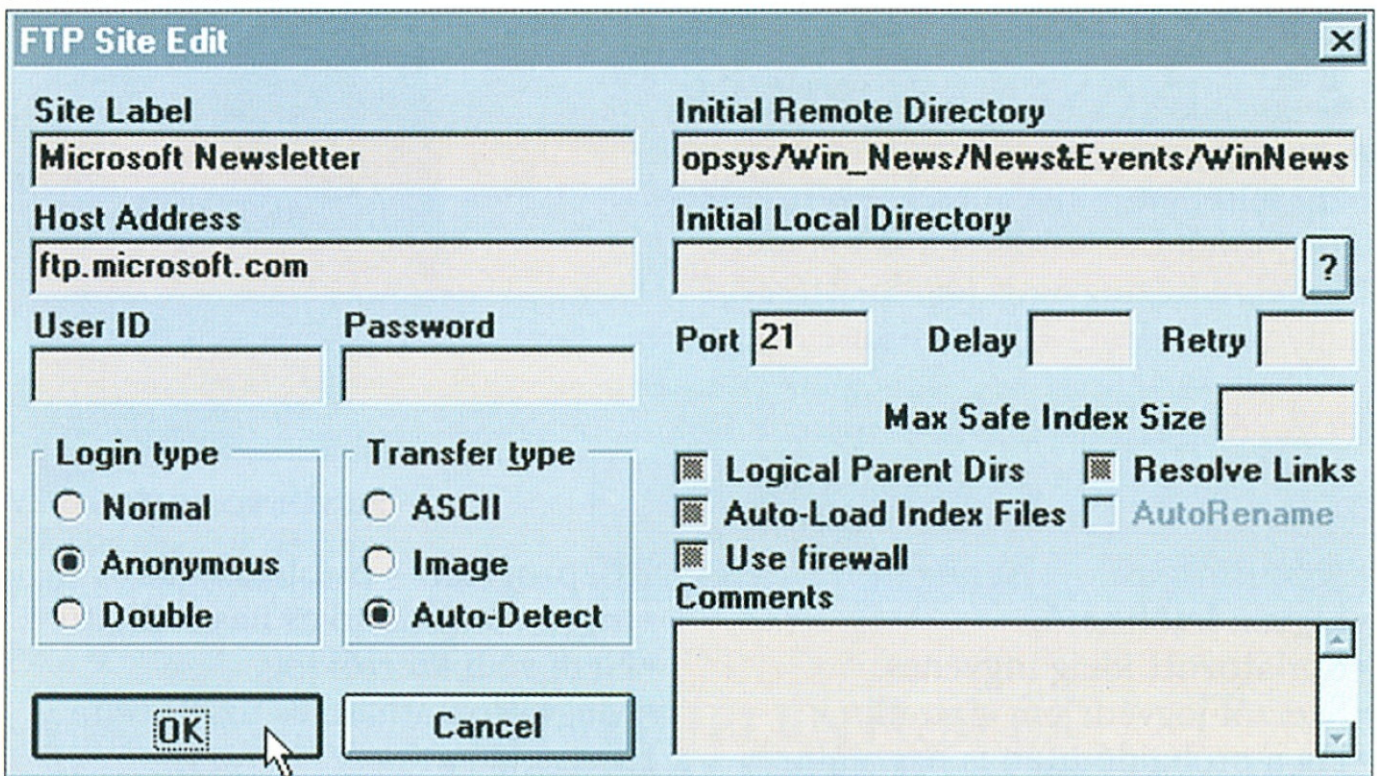 FTP Site Edit
Site Label
Microsoft Newsletter
Host Address
ftp.microsoft.com
User ID
Password
Login type
Normal
Anonymous
Double
Transfer type
ASCII
Image
Auto-Detect
OK
Cancel
Initial Remote Directory
opsys/Win_News/News&Events/WinNews
Initial Local Directory
?
Port 21
Delay
Retry
Max Safe Index Size
Logical Parent Dirs
Resolve Links
Auto-Load Index Files
AutoRename
Use firewall
Comments